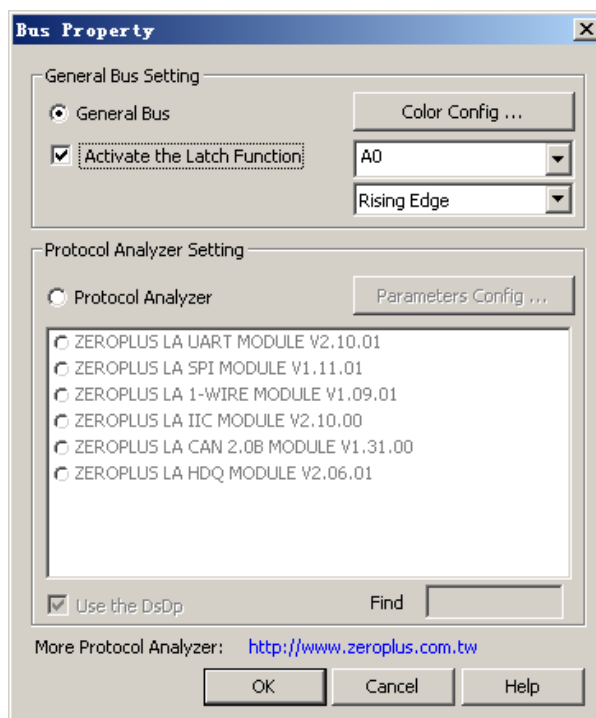 Bus Property
General Bus Setting
General Bus
Color Config ...
Activate the Latch Function
A0
Rising Edge
Protocol Analyzer Setting
Protocol Analyzer
Parameters Config ...
ZEROPLUS LA UART MODULE V2.10.01
ZEROPLUS LA SPI MODULE V1.11.01
ZEROPLUS LA 1-WIRE MODULE V1.09.01
ZEROPLUS LA IIC MODULE V2.10.00
ZEROPLUS LA CAN 2.0B MODULE V1.31.00
ZEROPLUS LA HDQ MODULE V2.06.01
Use the DsDp
Find
More Protocol Analyzer: http://www.zeroplus.com.tw
OK
Cancel
Help